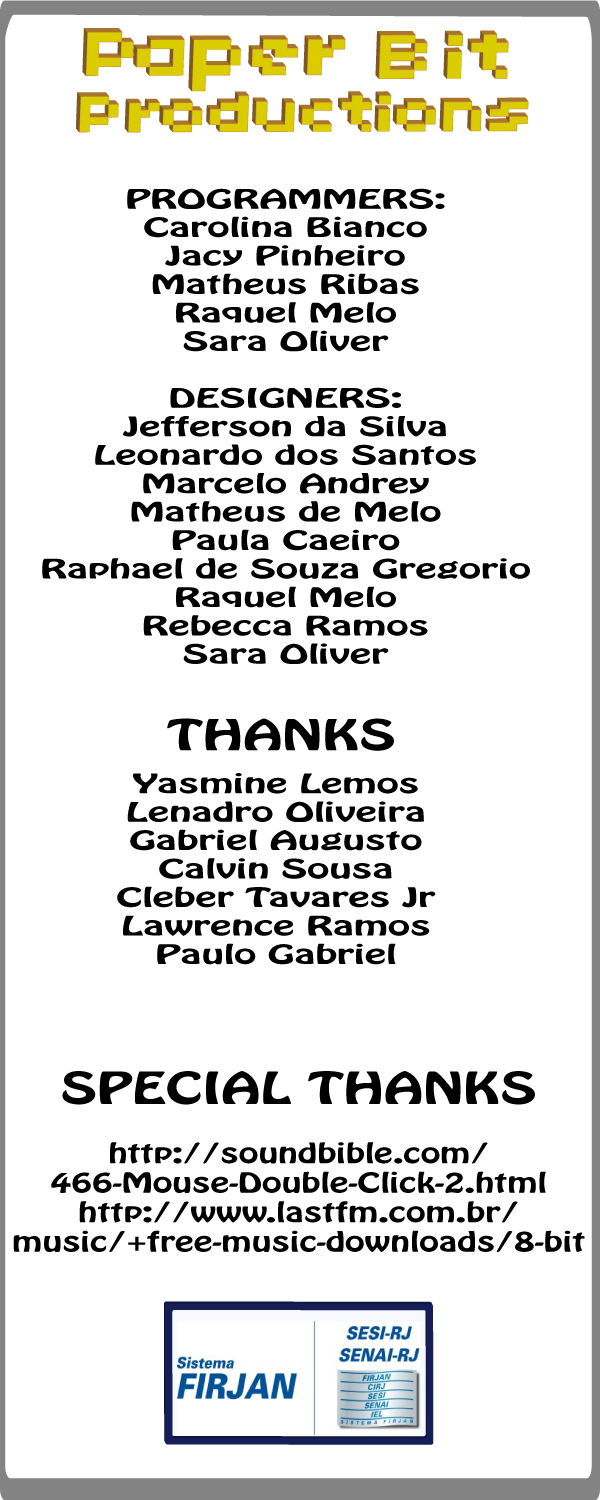 Paper Bit
Productions
PROGRAMMERS:
Carolina Bianco
Jacy Pinheiro
Matheus Ribas
Raquel Melo
Sara Oliver
DESIGNERS:
Jefferson da Silva
Leonardo dos Santos
Marcelo Andrey
Matheus de Melo
Paula Caeiro
Raphael de Souza Gregorio
Raquel Melo
Rebecca Ramos
Sara Oliver
THANKS
Yasmine Lemos
Lenadro Oliveira
Gabriel Augusto
Calvin Sousa
Cleber Tavares Jr
Lawrence Ramos
Paulo Gabriel
SPECIAL THANKS
http://soundbible.com/
466-Mouse-Double-Click-2.html
http://www.lastfm.com.br/
music/+free-music-downloads/8-bit
Sistema
FIRJAN
SESI-RJ
SENAI-RJ
FIRJAN
CIRJ
SESI
SENAI
IEL
SISTEMA FIRJAN